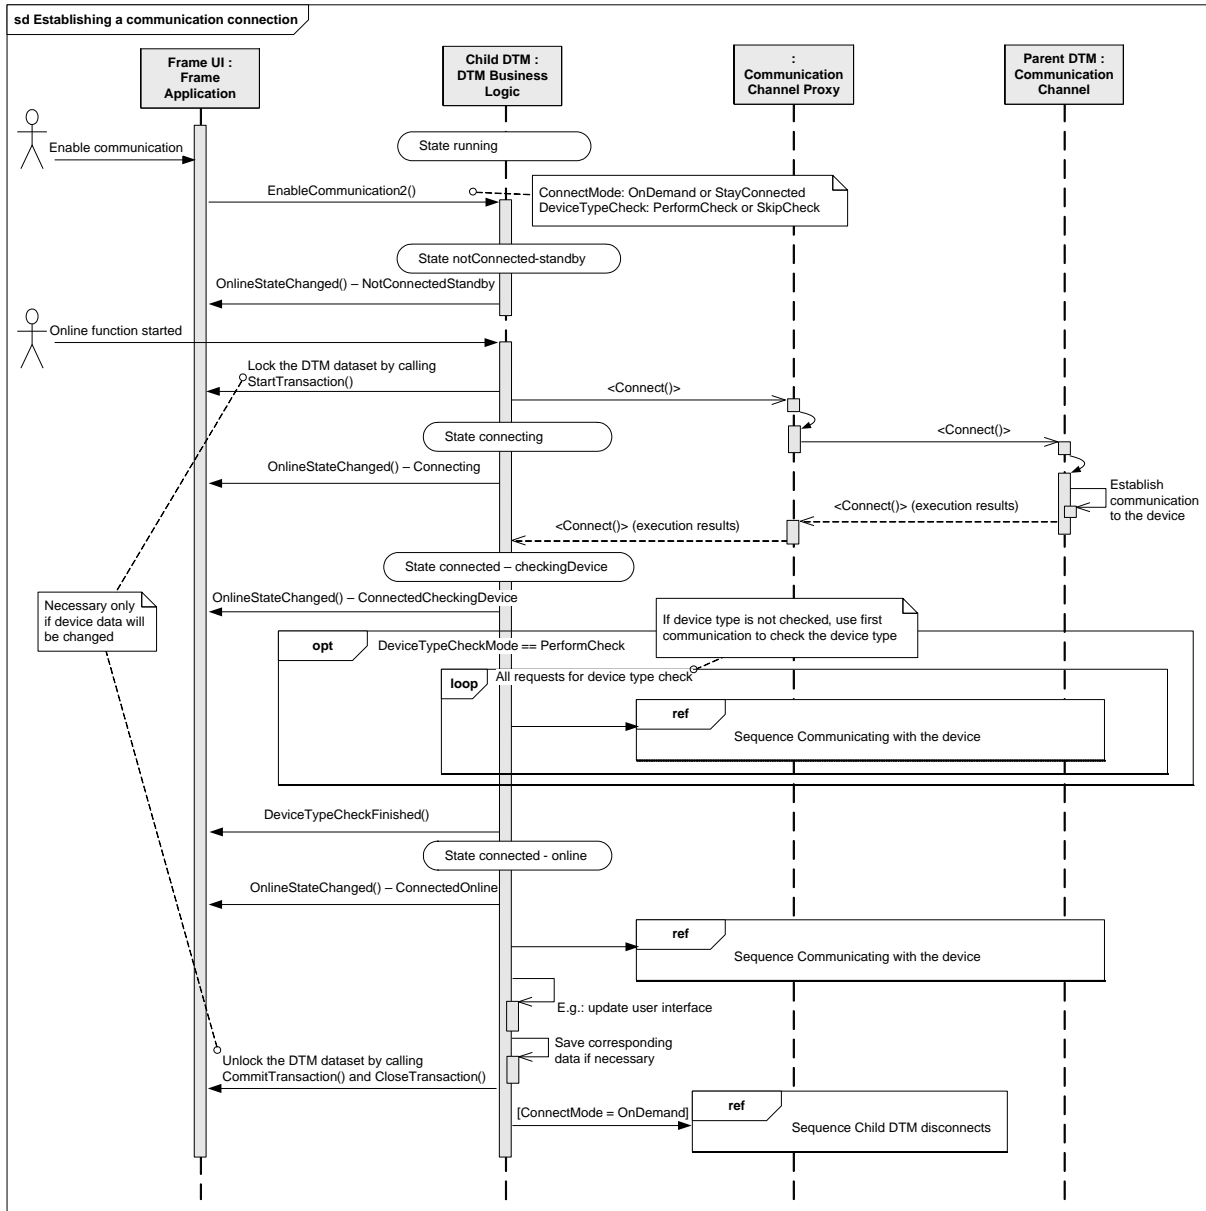 sd Establishing a communication connection
Frame UI :
Frame
Application
Child DTM :
DTM Business
Logic
:
Communication
Channel Proxy
Parent DTM :
Communication
Channel
Enable communication
State running
EnableCommunication2()
ConnectMode: OnDemand or StayConnected
DeviceTypeCheck: PerformCheck or SkipCheck
State notConnected-standby
OnlineStateChanged() – NotConnectedStandby
Online function started
Lock the DTM dataset by calling
StartTransaction()
<Connect()>
State connecting
<Connect()>
OnlineStateChanged() – Connecting
Establish
communication
to the device
<Connect()> (execution results)
<Connect()> (execution results)
State connected – checkingDevice
Necessary only
if device data will
be changed
OnlineStateChanged() – ConnectedCheckingDevice
If device type is not checked, use first
communication to check the device type
opt
DeviceTypeCheckMode == PerformCheck
loop
All requests for device type check
ref
Sequence Communicating with the device
DeviceTypeCheckFinished()
State connected - online
OnlineStateChanged() – ConnectedOnline
ref
Sequence Communicating with the device
E.g.: update user interface
Save corresponding
data if necessary
Unlock the DTM dataset by calling
CommitTransaction() and CloseTransaction()
[ConnectMode = OnDemand]
ref
Sequence Child DTM disconnects